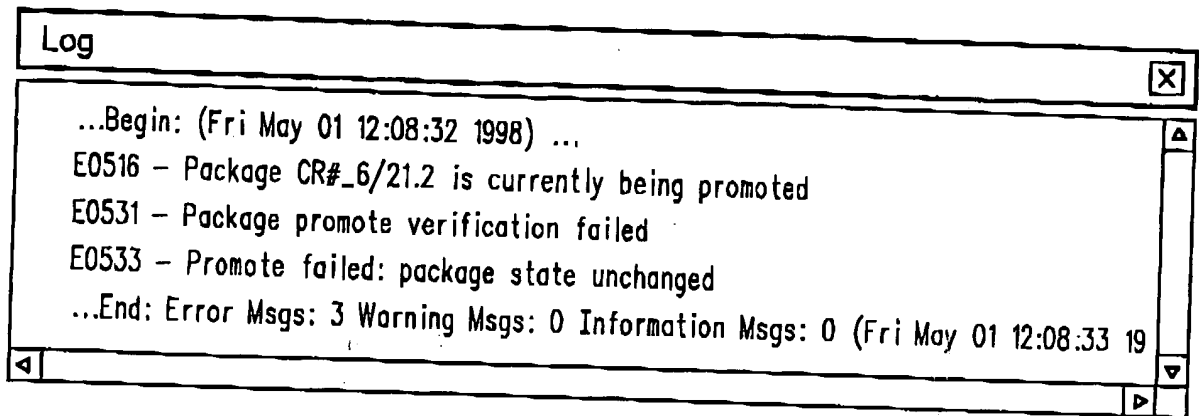 Log
...Begin: (Fri May 01 12:08:32 1998) ...
E0516 – Package CR#_6/21.2 is currently being promoted
E0531 – Package promote verification failed
E0533 – Promote failed: package state unchanged
...End: Error Msgs: 3 Warning Msgs: 0 Information Msgs: 0 (Fri May 01 12:08:33 19